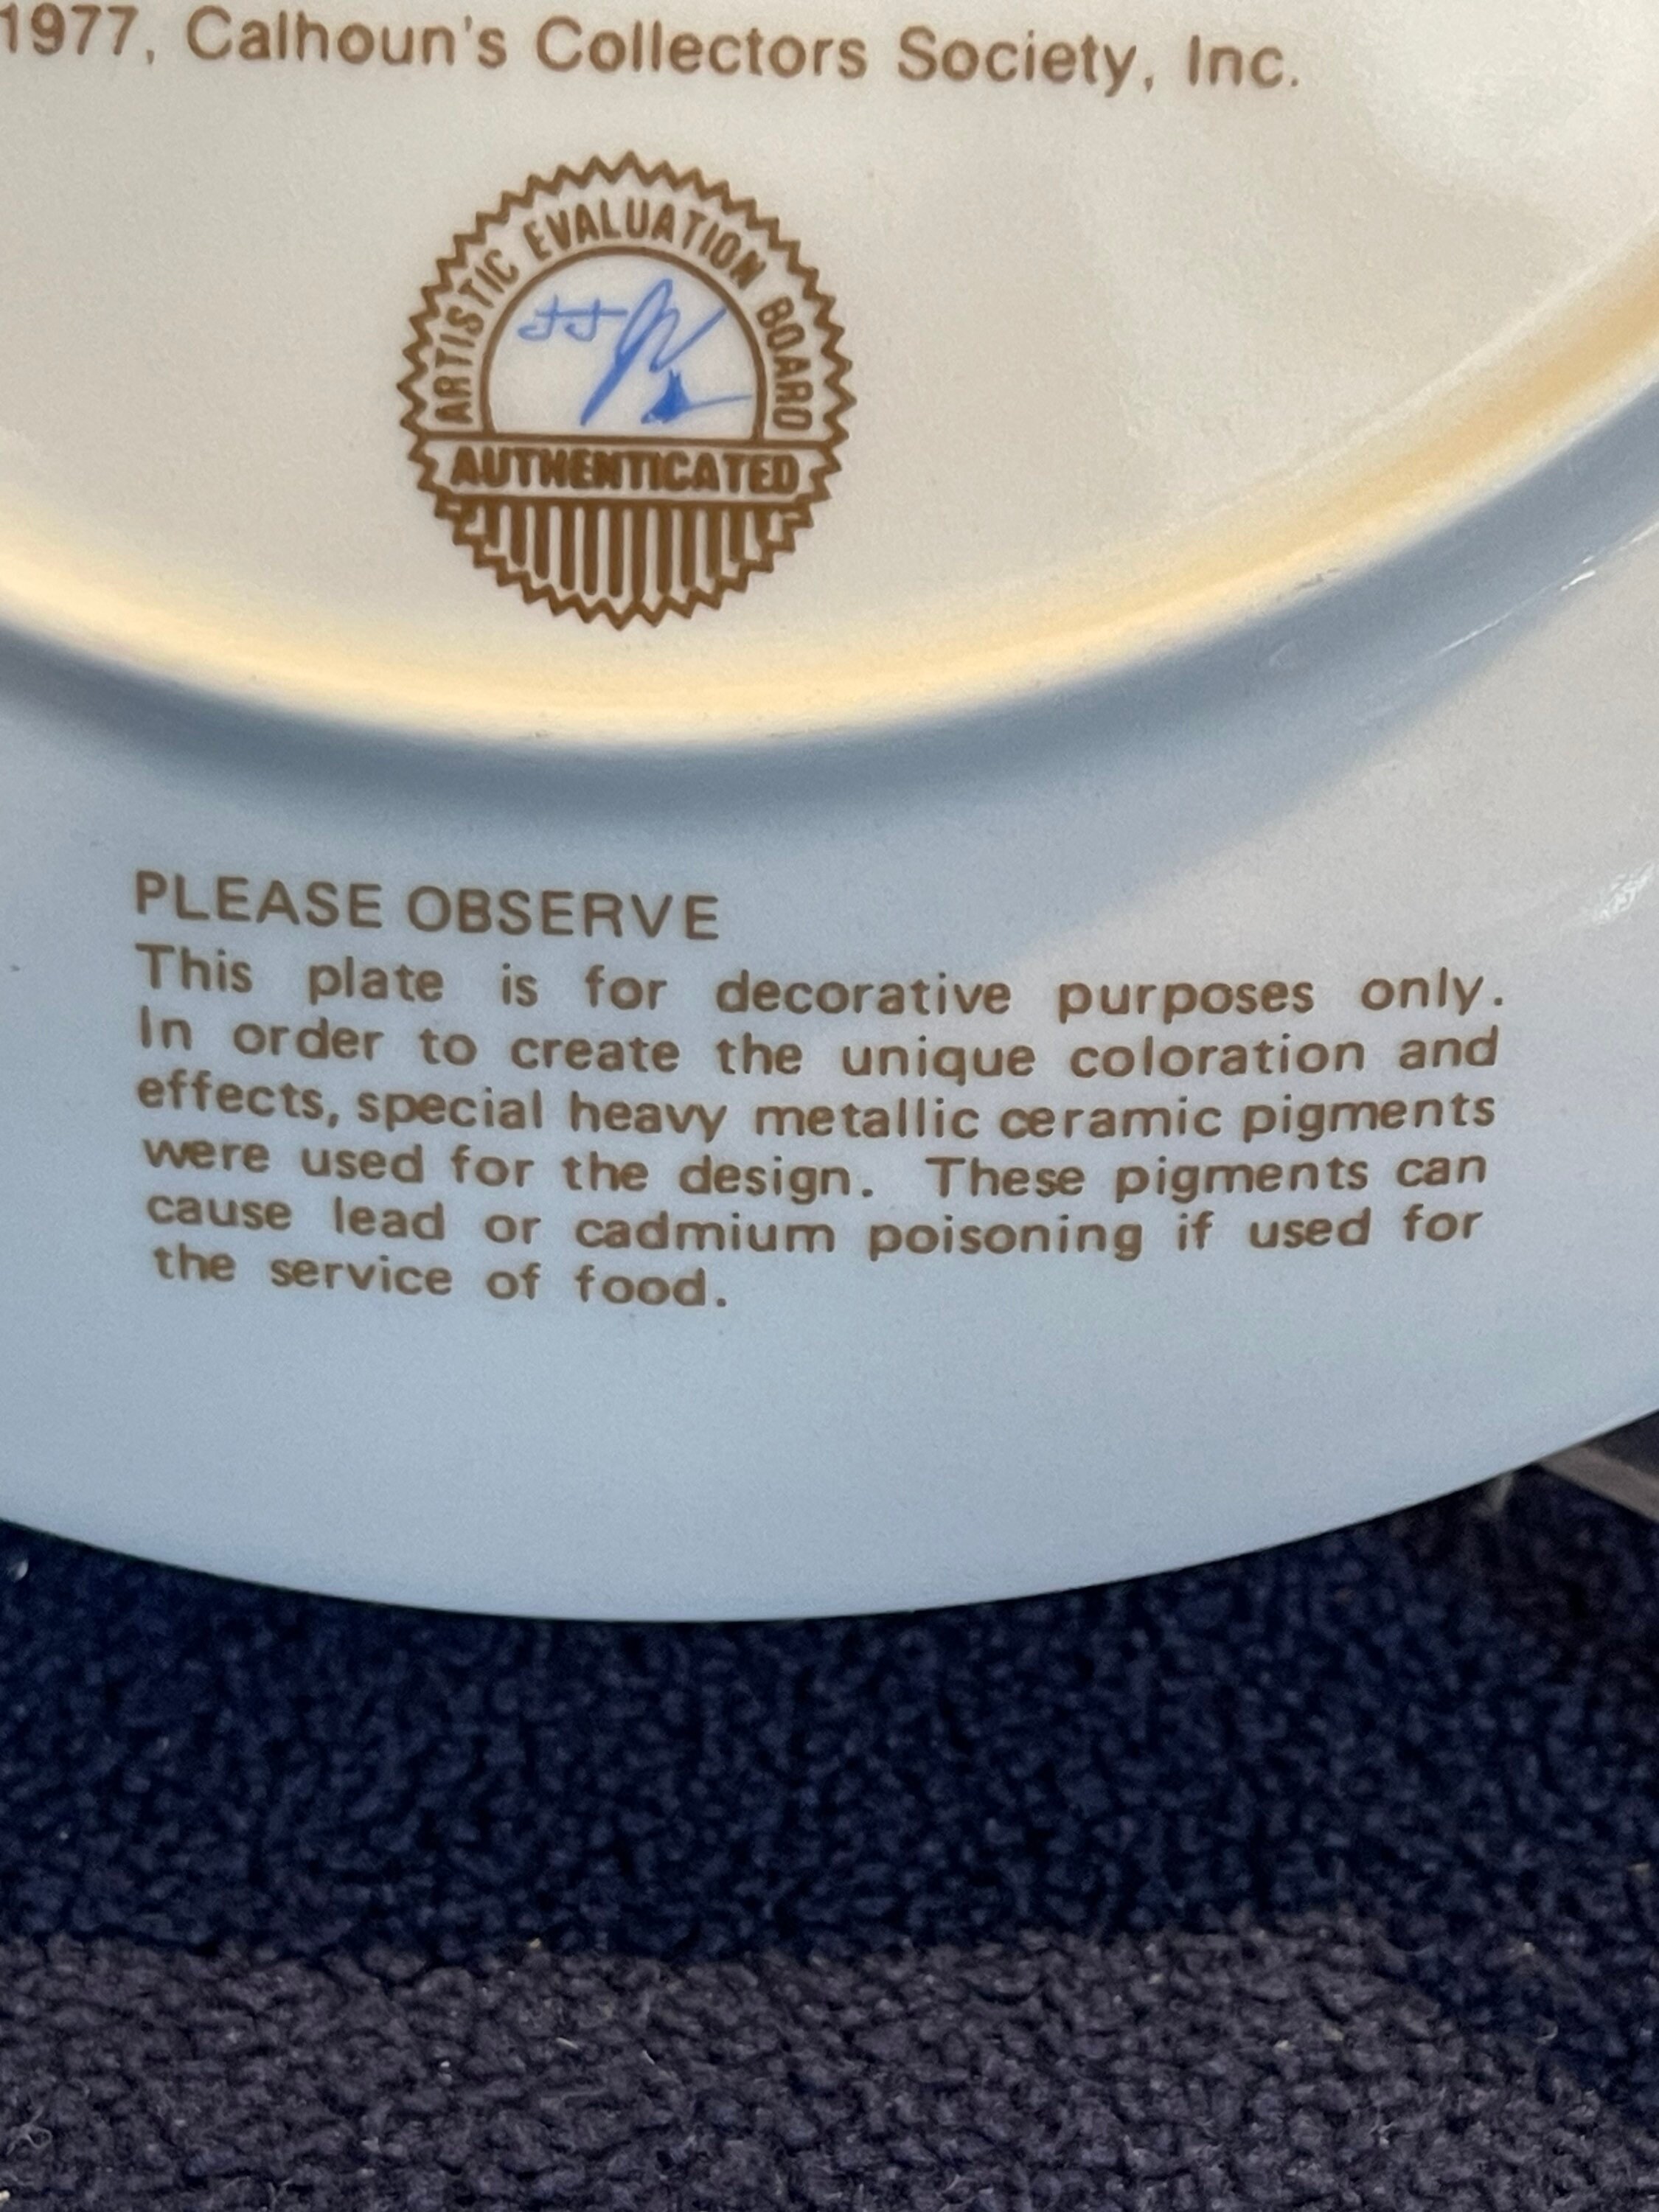 1977, Calhoun's Collectors Society, Inc.
ARTISTIC EVALUATION BOARD
AUTHENTICATED
PLEASE OBSERVE
This plate is for decorative purposes only.
In order to create the unique coloration and
effects, special heavy metallic ceramic pigments
were used for the design. These pigments can
cause lead or cadmium poisoning if used for
the service of food.